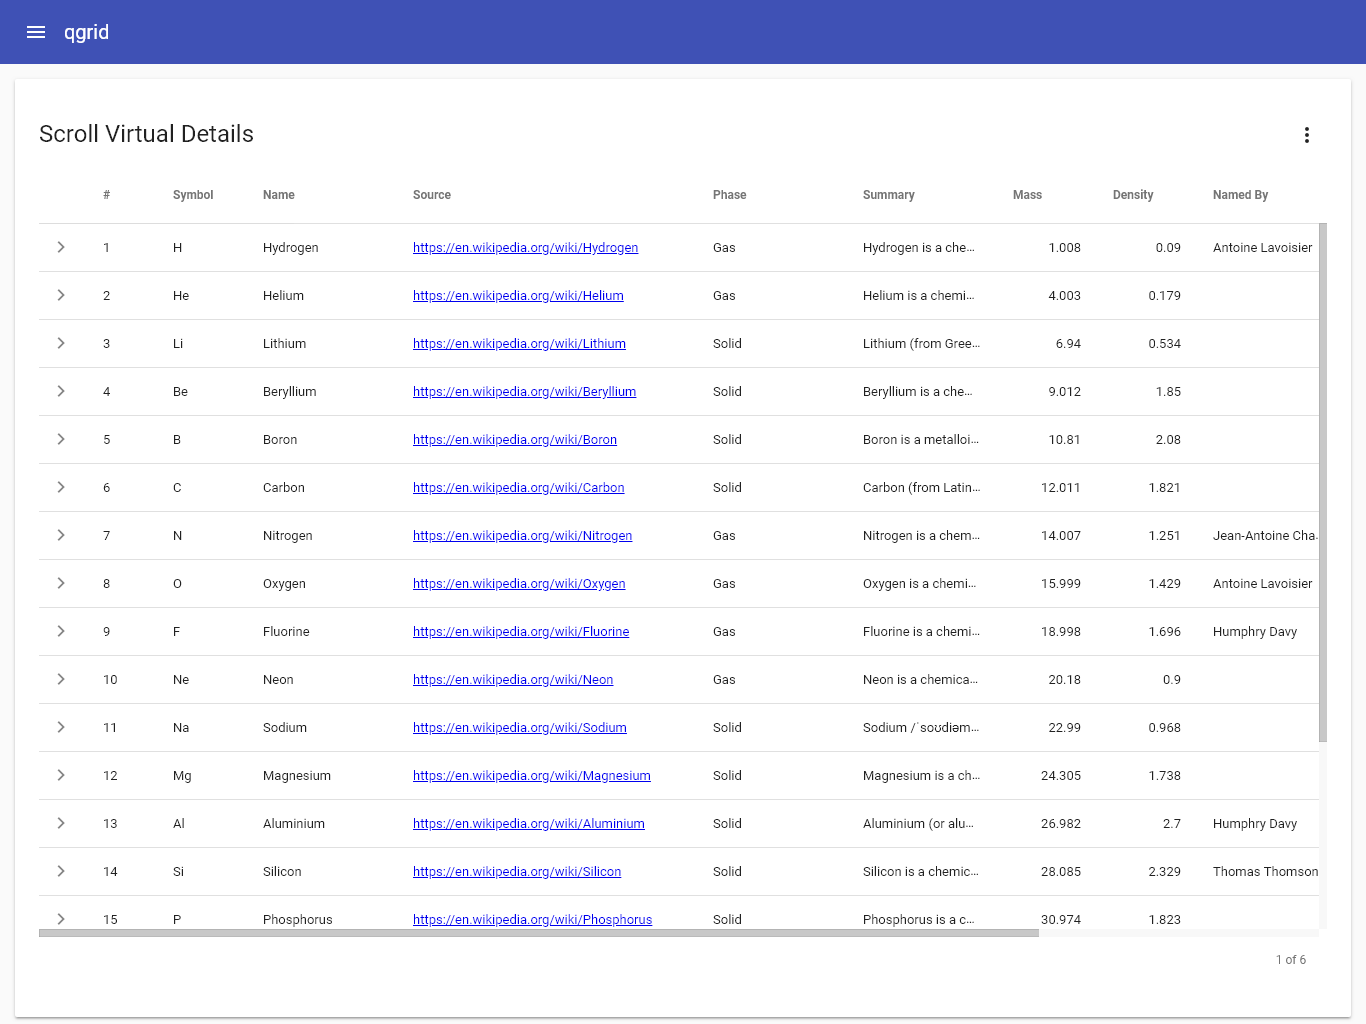 qgrid
Scroll Virtual Details
# Symbol Name Source Phase Summary Mass Density Named By
1 H Hydrogen https://en.wikipedia.org/wiki/Hydrogen Gas Hydrogen is a che... 1.008 0.09 Antoine Lavoisier
2 He Helium https://en.wikipedia.org/wiki/Helium Gas Helium is a chemi... 4.003 0.179
3 Li Lithium https://en.wikipedia.org/wiki/Lithium Solid Lithium (from Gree... 6.94 0.534
4 Be Beryllium https://en.wikipedia.org/wiki/Beryllium Solid Beryllium is a che... 9.012 1.85
5 B Boron https://en.wikipedia.org/wiki/Boron Solid Boron is a metalloi... 10.81 2.08
6 C Carbon https://en.wikipedia.org/wiki/Carbon Solid Carbon (from Latin... 12.011 1.821
7 N Nitrogen https://en.wikipedia.org/wiki/Nitrogen Gas Nitrogen is a chem... 14.007 1.251 Jean-Antoine Cha.
8 O Oxygen https://en.wikipedia.org/wiki/Oxygen Gas Oxygen is a chemi... 15.999 1.429 Antoine Lavoisier
9 F Fluorine https://en.wikipedia.org/wiki/Fluorine Gas Fluorine is a chemi... 18.998 1.696 Humphry Davy
10 Ne Neon https://en.wikipedia.org/wiki/Neon Gas Neon is a chemica... 20.18 0.9
11 Na Sodium https://en.wikipedia.org/wiki/Sodium Solid Sodium /ˈsoʊdiəm... 22.99 0.968
12 Mg Magnesium https://en.wikipedia.org/wiki/Magnesium Solid Magnesium is a ch... 24.305 1.738
13 Al Aluminium https://en.wikipedia.org/wiki/Aluminium Solid Aluminium (or alu... 26.982 2.7 Humphry Davy
14 Si Silicon https://en.wikipedia.org/wiki/Silicon Solid Silicon is a chemic... 28.085 2.329 Thomas Thomson
15 P Phosphorus https://en.wikipedia.org/wiki/Phosphorus Solid Phosphorus is a c... 30.974 1.823
1 of 6